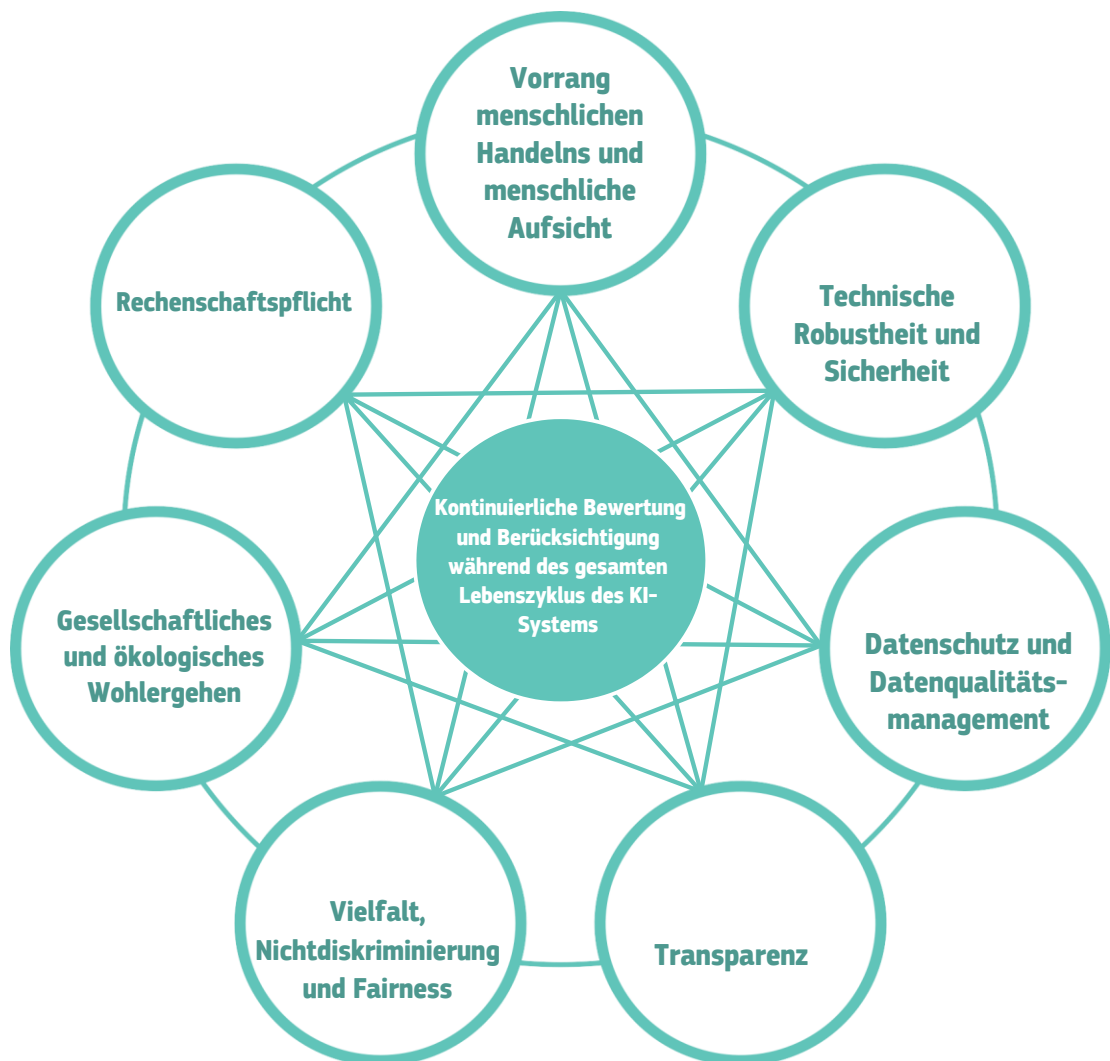 Vorrang
menschlichen
Handelns und
menschliche
Aufsicht
Technische
Robustheit und
Sicherheit
Datenschutz und
Datenqualitäts-
management
Transparenz
Vielfalt,
Nichtdiskriminierung
und Fairness
Gesellschaftliches
und ökologisches
Wohlergehen
Rechenschaftspflicht
Kontinuierliche Bewertung
und Berücksichtigung
während des gesamten
Lebenszyklus des KI-
Systems